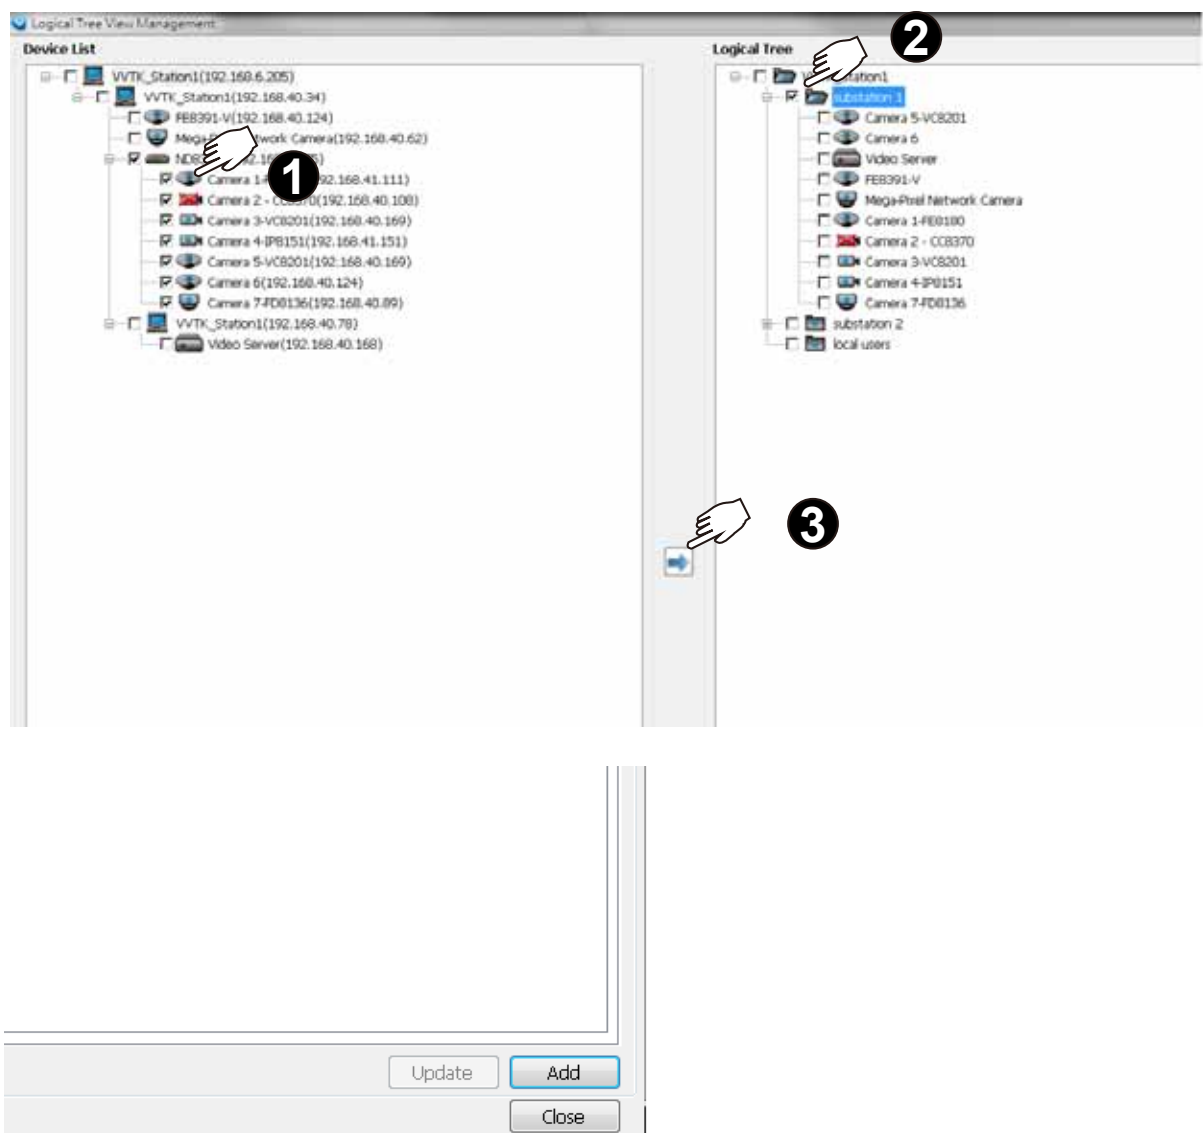 Logical Tree View Management
Device List
VVTK_Station1(192.168.6.205)
VVTK_Station1(192.168.40.34)
FE8391-V(192.168.40.124)
Network Camera(192.168.40.62)
Camera 92.168.41.111)
Camera 2 - CC8370(192.168.40.108)
Camera 3-VC8201(192.168.40.169)
Camera 4-IP8151(192.168.41.151)
Camera 5-VC8201(192.168.40.169)
Camera 6(192.168.40.124)
Camera 7-FD8136(192.168.40.89)
VVTK_Station1(192.168.40.78)
Video Server(192.168.40.168)
1
Logical Tree
2
substation 1
Camera 5-VC8201
Camera 6
Video Server
FE8391-V
Mega-Pixel Network Camera
Camera 1-FE8180
Camera 2 - CC8370
Camera 3-VC8201
Camera 4-IP8151
Camera 7-FD8136
substation 2
local users
3
Update
Add
Close